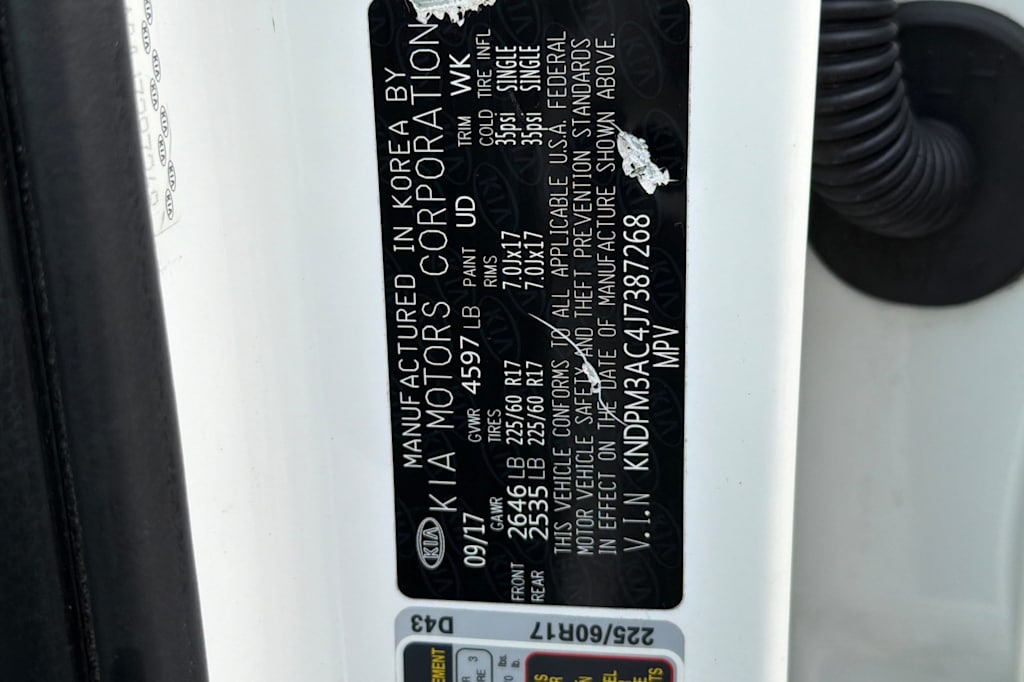 KIA
MANUFACTURED IN KOREA BY
KIA MOTORS CORPORATION
09/17 GVWR 4597 LB PAINT UD TRIM WK
GAWR TIRES RIMS COLD TIRE INFL
FRONT 2646 LB 225/60 R17 7.0Jx17 35psi SINGLE
REAR 2535 LB 225/60 R17 7.0Jx17 35psi SINGLE
THIS VEHICLE CONFORMS TO ALL APPLICABLE U.S.A. FEDERAL
MOTOR VEHICLE SAFETY AND THEFT PREVENTION STANDARDS
IN EFFECT ON THE DATE OF MANUFACTURE SHOWN ABOVE.
V.I.N KNDPM3AC4J7387268
MPV
D43
225/60R17